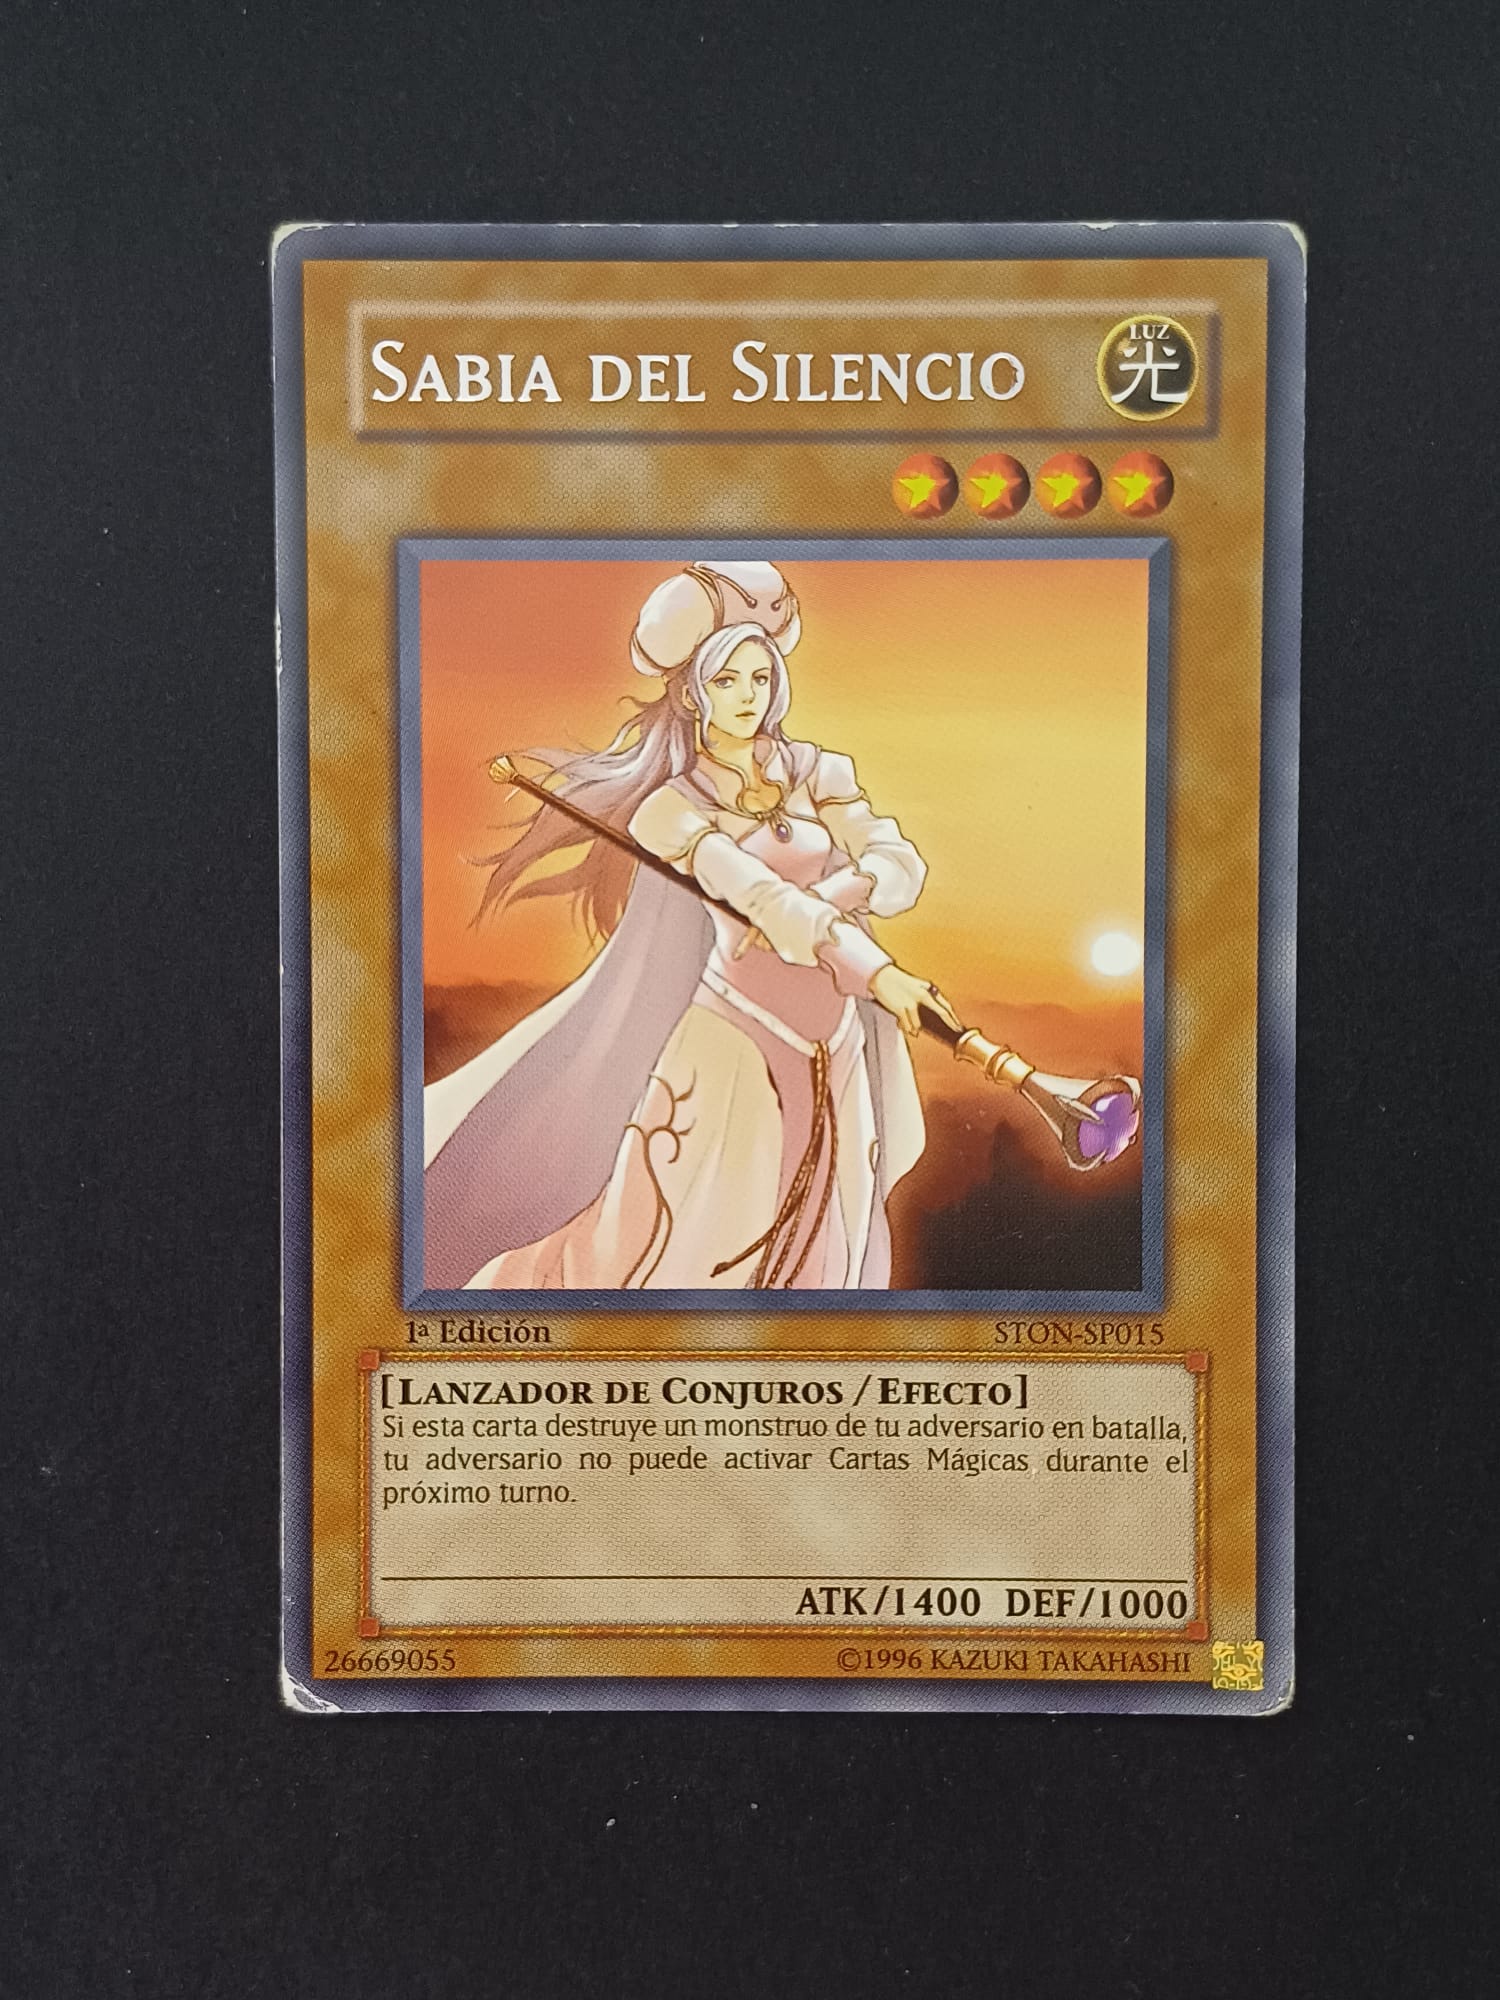 SABIA DEL SILENCIO
LUZ
光
1ª Edición
STON-SP015
[LANZADOR DE CONJUROS / EFECTO]
Si esta carta destruye un monstruo de tu adversario en batalla,
tu adversario no puede activar Cartas Mágicas durante el
próximo turno.
ATK/1400 DEF/1000
26669055
©1996 KAZUKI TAKAHASHI